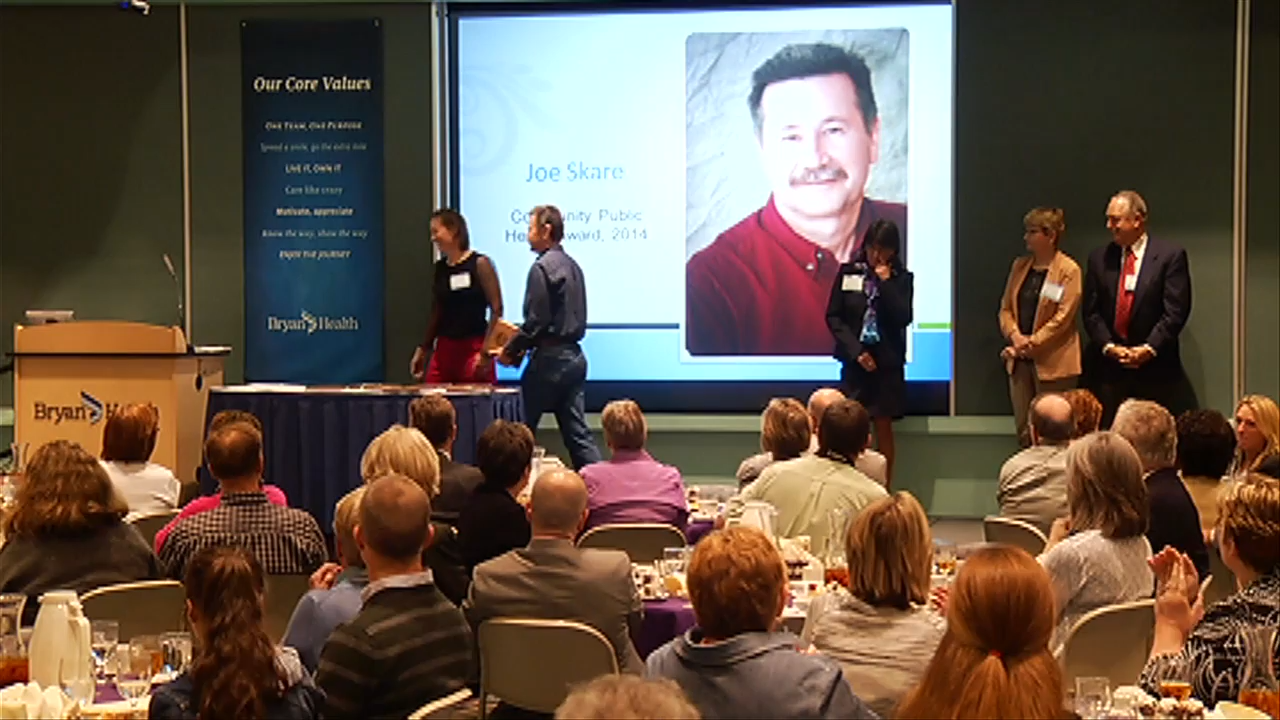 Our Core Values
One Team, One Purpose
Spread a smile, go the extra mile
Live it, Own it
Care like crazy
Motivate, appreciate
Know the way, show the way
Enjoy the journey
Bryan Health
Joe Skare
Public
Award, 2014
Bryan Health